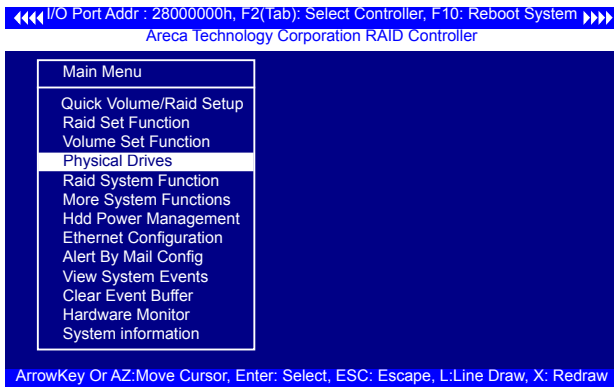 I/O Port Addr : 28000000h, F2(Tab): Select Controller, F10: Reboot System
Areca Technology Corporation RAID Controller
Main Menu
Quick Volume/Raid Setup
Raid Set Function
Volume Set Function
Physical Drives
Raid System Function
More System Functions
Hdd Power Management
Ethernet Configuration
Alert By Mail Config
View System Events
Clear Event Buffer
Hardware Monitor
System information
ArrowKey Or AZ:Move Cursor, Enter: Select, ESC: Escape, L:Line Draw, X: Redraw